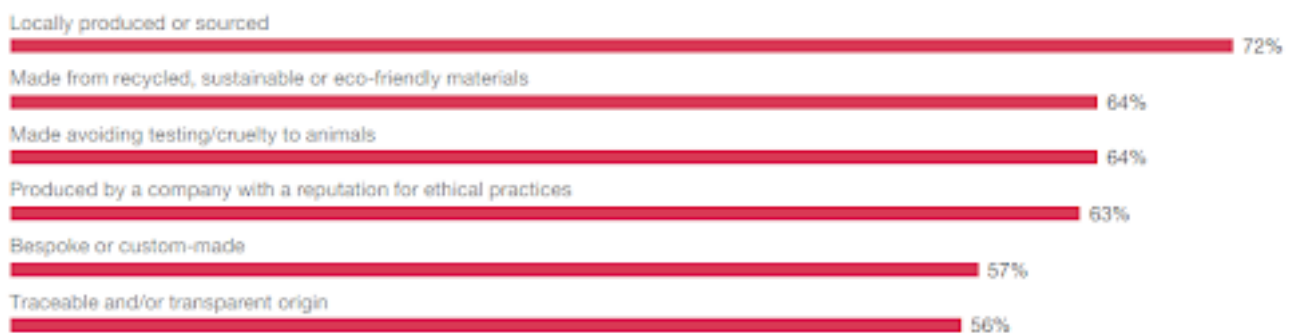 Locally produced or sourced
72%
Made from recycled, sustainable or eco-friendly materials
64%
Made avoiding testing/cruelty to animals
64%
Produced by a company with a reputation for ethical practices
63%
Bespoke or custom-made
57%
Traceable and/or transparent origin
56%